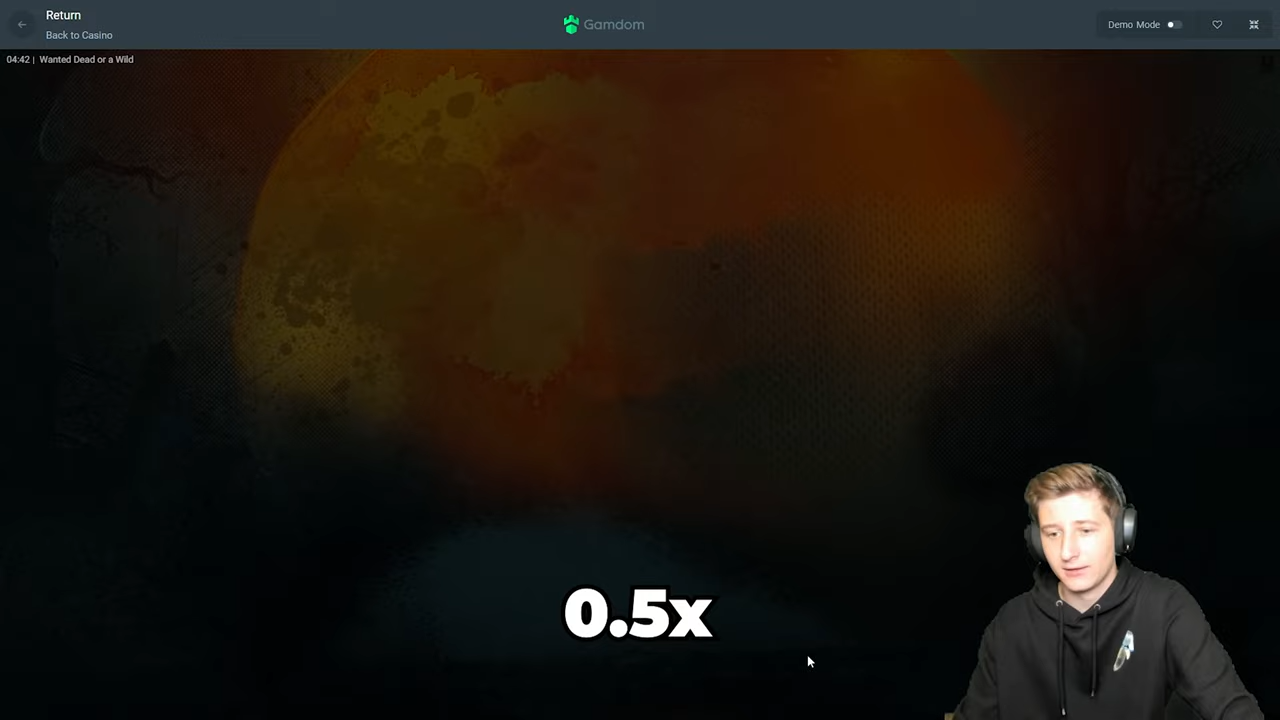 Return
Back to Casino
Gamdom
Demo Mode
04:42 | Wanted Dead or a Wild
0.5x